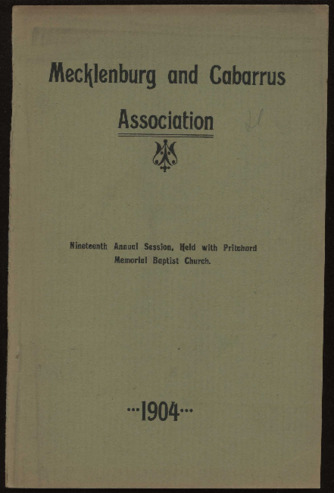 Mecklenburg and Cabarrus
Association
Nineteenth Annual Session, Held with Pritchard
Memorial Baptist Church.
···1904···